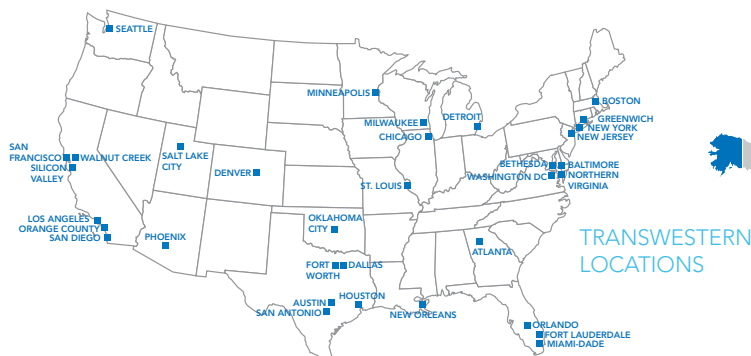 SEATTLE
MINNEAPOLIS
MILWAUKEE
CHICAGO
DETROIT
BOSTON
GREENWICH
NEW YORK
NEW JERSEY
SAN
FRANCISCO
WALNUT CREEK
SILICON
VALLEY
SALT LAKE
CITY
DENVER
ST. LOUIS
BETHESDA
BALTIMORE
WASHINGTON DC
NORTHERN
VIRGINIA
LOS ANGELES
ORANGE COUNTY
SAN DIEGO
PHOENIX
OKLAHOMA
CITY
FORT
WORTH
DALLAS
ATLANTA
TRANSWESTERN
LOCATIONS
AUSTIN
SAN ANTONIO
HOUSTON
NEW ORLEANS
ORLANDO
FORT LAUDERDALE
MIAMI-DADE